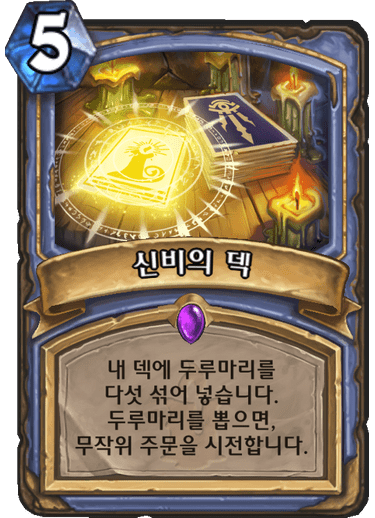 5
신비의 덱
내 덱에 두루마리를
다섯 섞어 넣습니다.
두루마리를 뽑으면,
무작위 주문을 시전합니다.